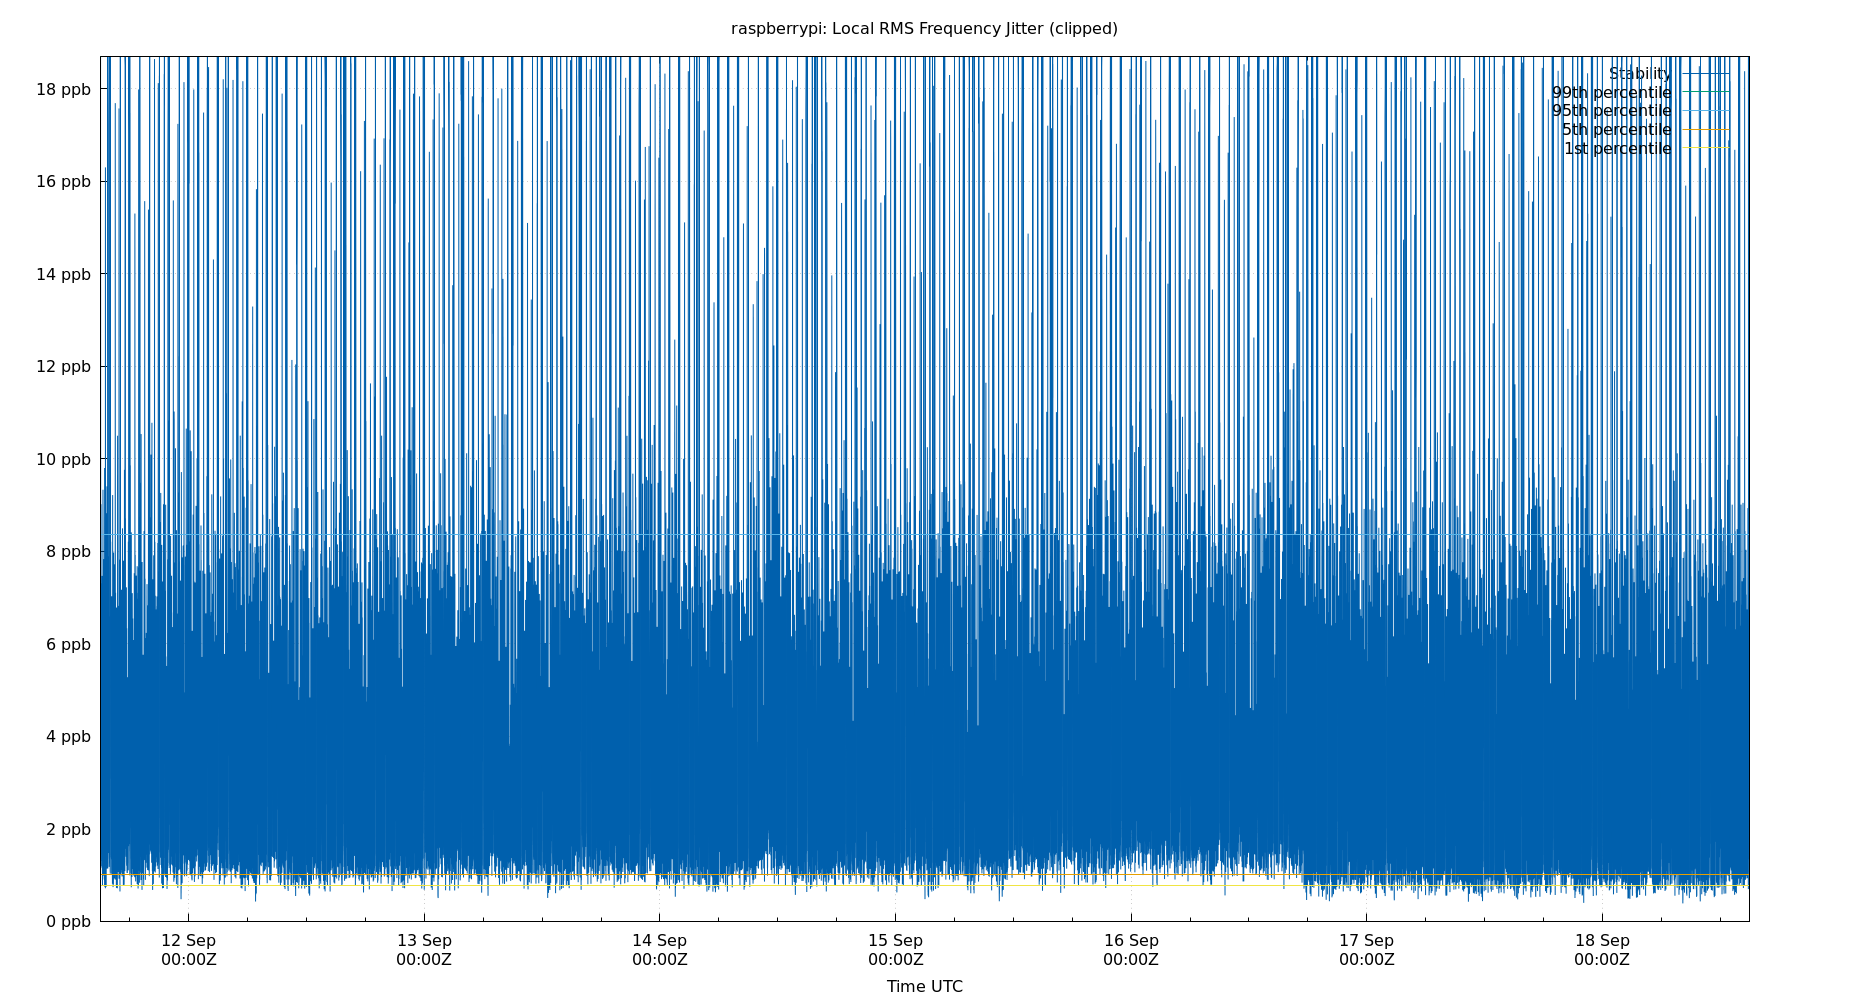 raspberrypi: Local RMS Frequency Jitter (clipped)
18 ppb
16 ppb
14 ppb
12 ppb
10 ppb
8 ppb
6 ppb
4 ppb
2 ppb
0 ppb
Stability
99th percentile
95th percentile
5th percentile
1st percentile
12 Sep
00:00Z
13 Sep
00:00Z
14 Sep
00:00Z
15 Sep
00:00Z
16 Sep
00:00Z
17 Sep
00:00Z
18 Sep
00:00Z
Time UTC